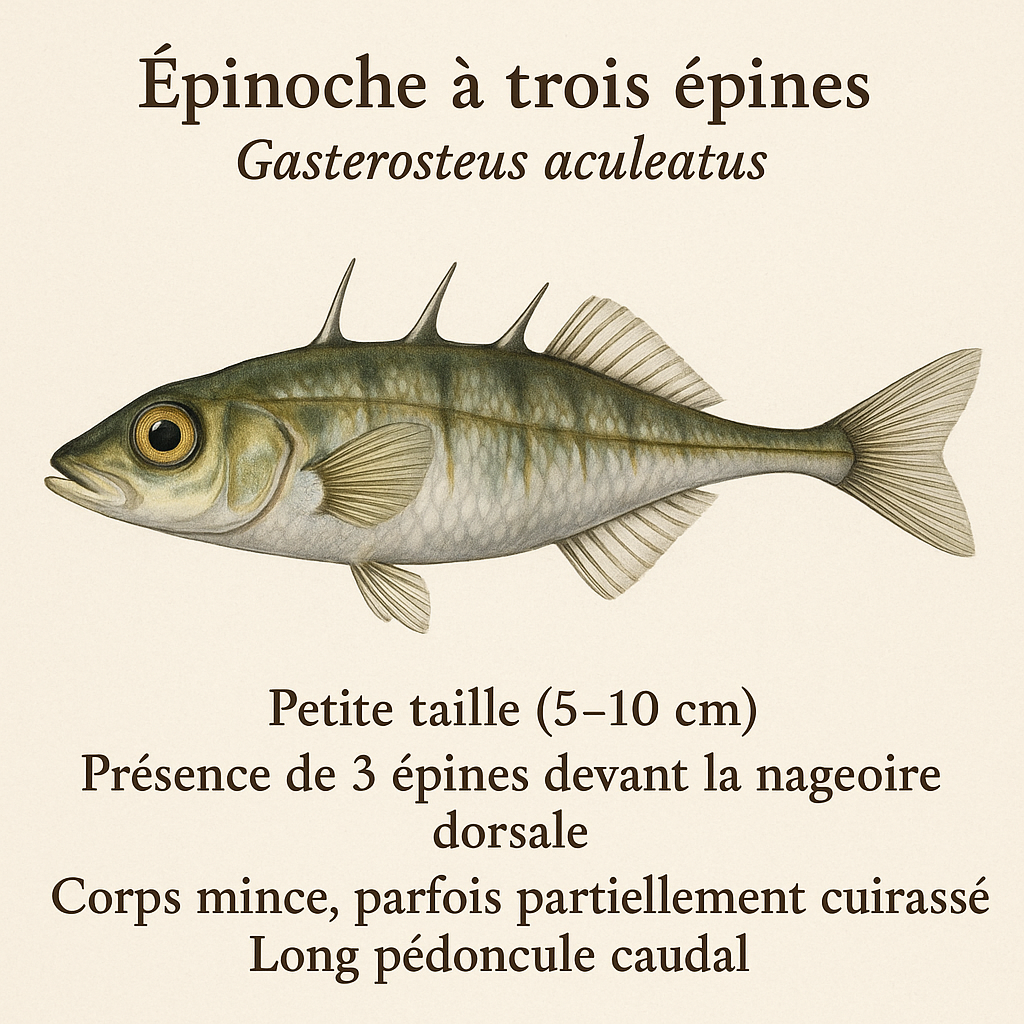 Épinoche à trois épines
Gasterosteus aculeatus
Petite taille (5–10 cm)
Présence de 3 épines devant la nageoire
dorsale
Corps mince, parfois partiellement cuirassé
Long pédoncule caudal